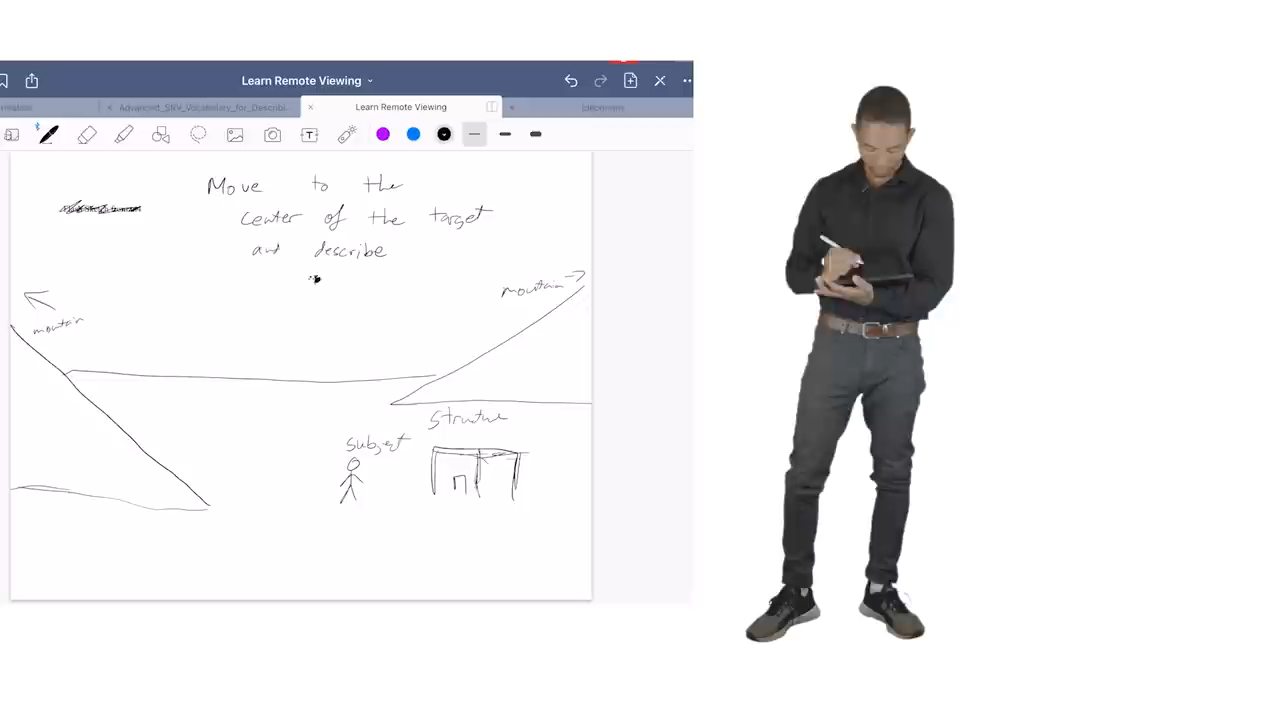 Learn Remote Viewing
Advanced_SRV_Vocabulary_for_Describi
Learn Remote Viewing
T
Move to the
center of the target
and describe
mountain
mountain
structure
subject